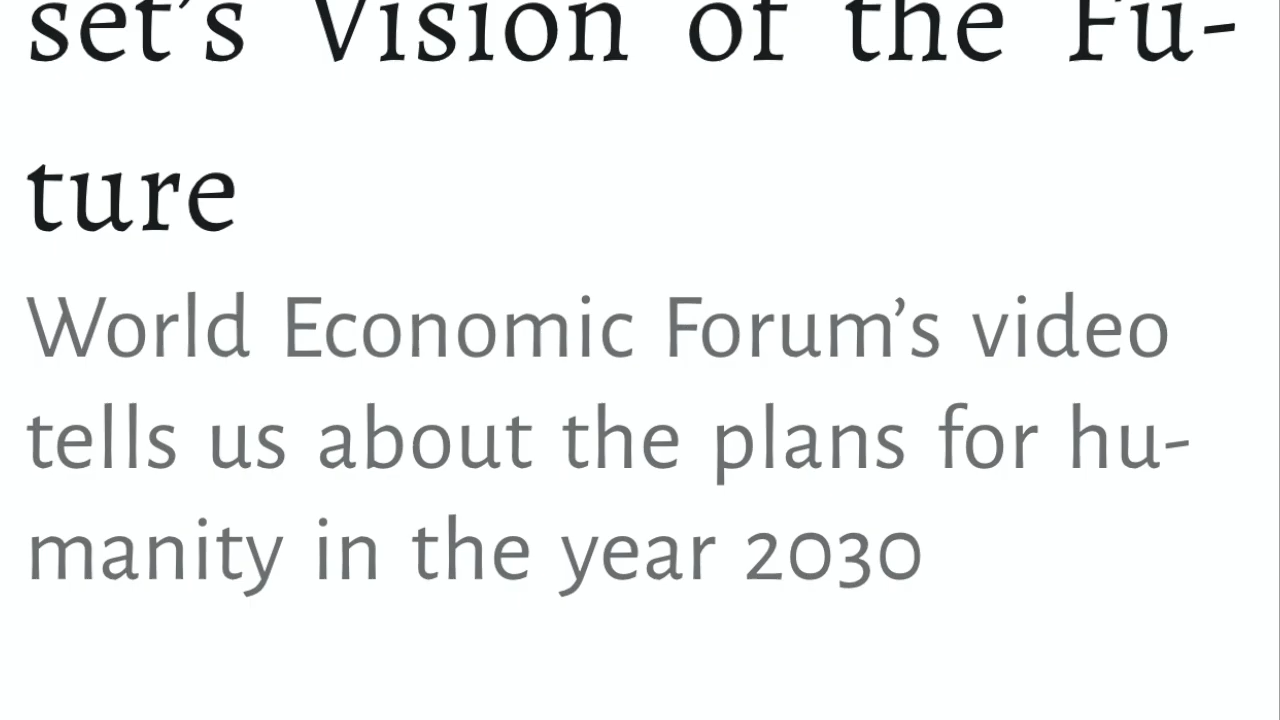 set’s Vision of the Fu-
ture
World Economic Forum’s video
tells us about the plans for hu-
manity in the year 2030